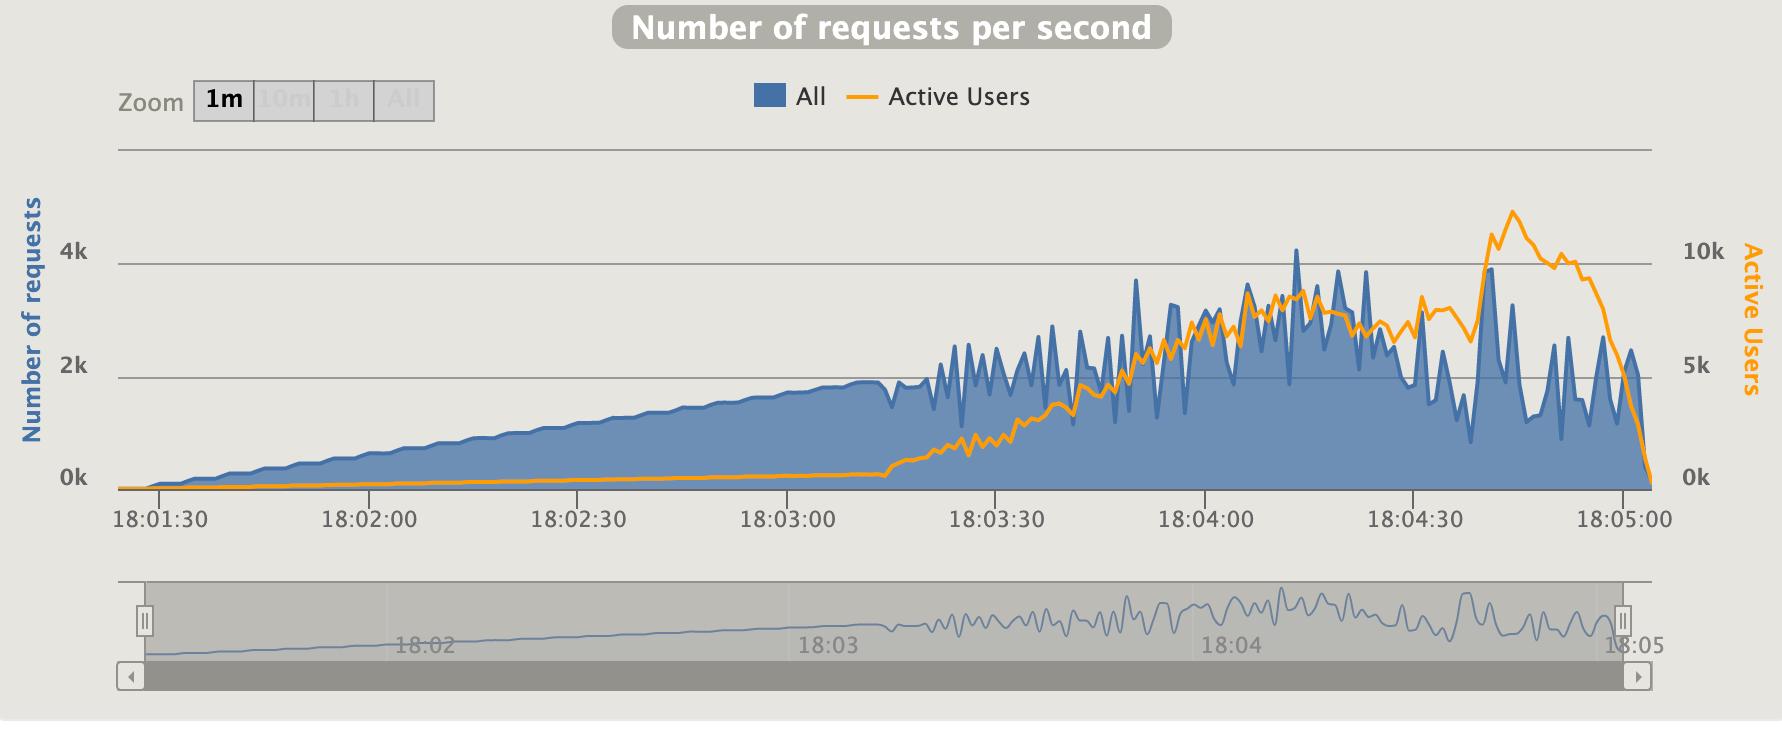 Number of requests per second
Zoom 1m 10m 1h All
All Active Users
Number of requests
4k
2k
0k
10k
5k
0k
Active Users
18:01:30 18:02:00 18:02:30 18:03:00 18:03:30 18:04:00 18:04:30 18:05:00
18:02 18:03 18:04 18:05